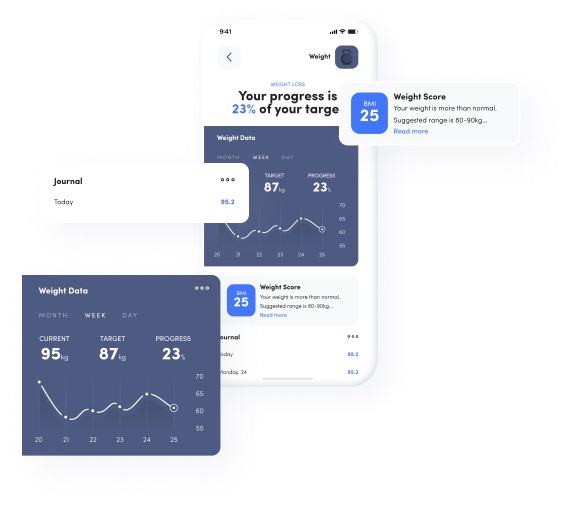 9:41
Weight
WEIGHT LOSS
Your progress is
23% of your targe
BMI
25
Weight Score
Your weight is more than normal.
Suggested range is 80-90kg...
Read more
Weight Data
MONTH WEEK DAY
TARGET PROGRESS
87kg 23%
70
65
60
55
20 21 22 23 24 25
Journal
Today 95.2
BMI
25
Weight Score
Your weight is more than normal.
Suggested range is 80-90kg...
Read more
ournal
oday 95.2
Monday, 24 95.3
Weight Data
MONTH WEEK DAY
CURRENT TARGET PROGRESS
95kg 87kg 23%
70
65
60
55
20 21 22 23 24 25